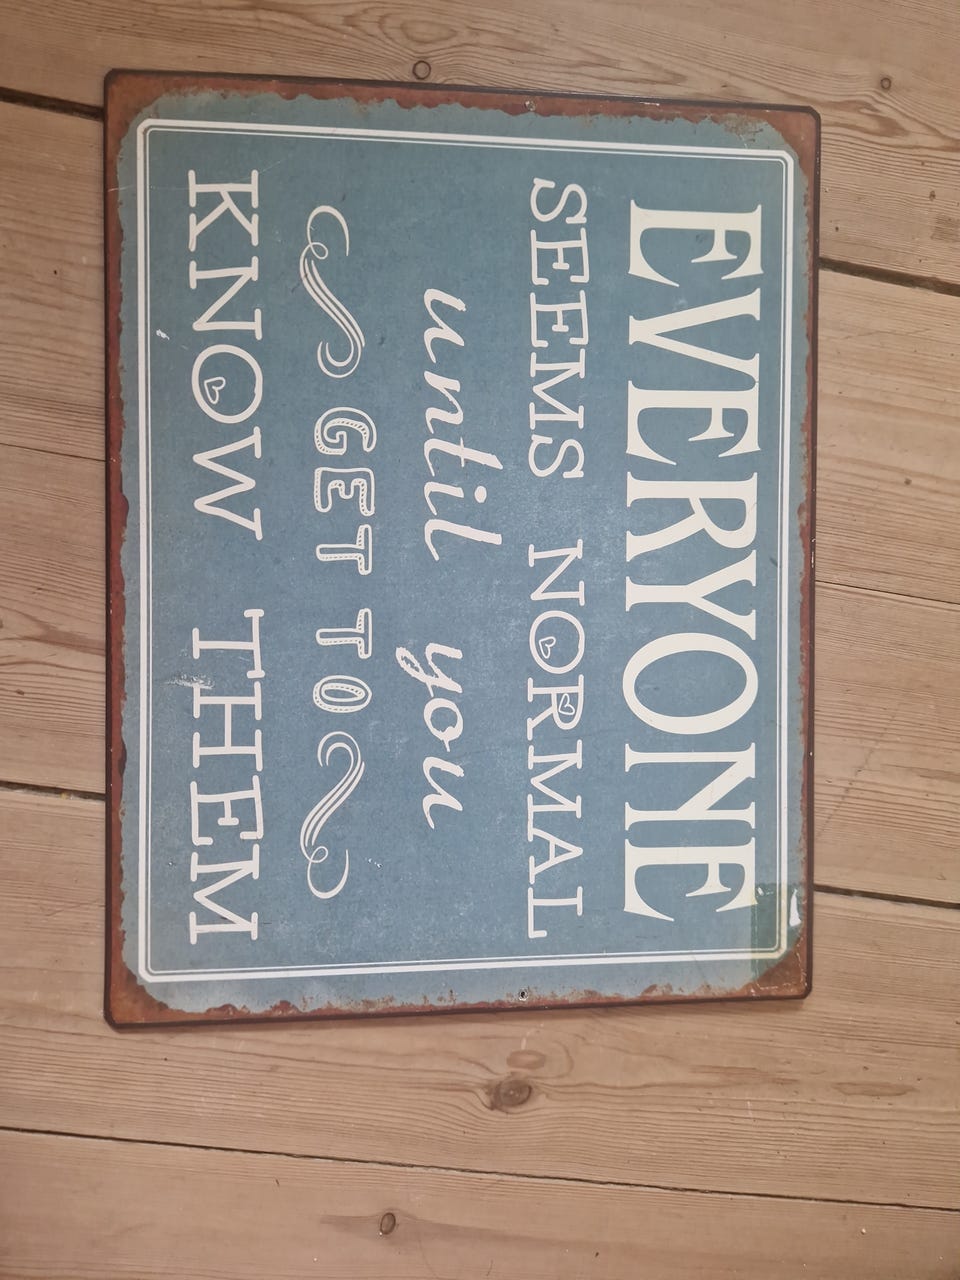 EVERYONE
SEEMS NORMAL
until you
GET TO
KNOW THEM